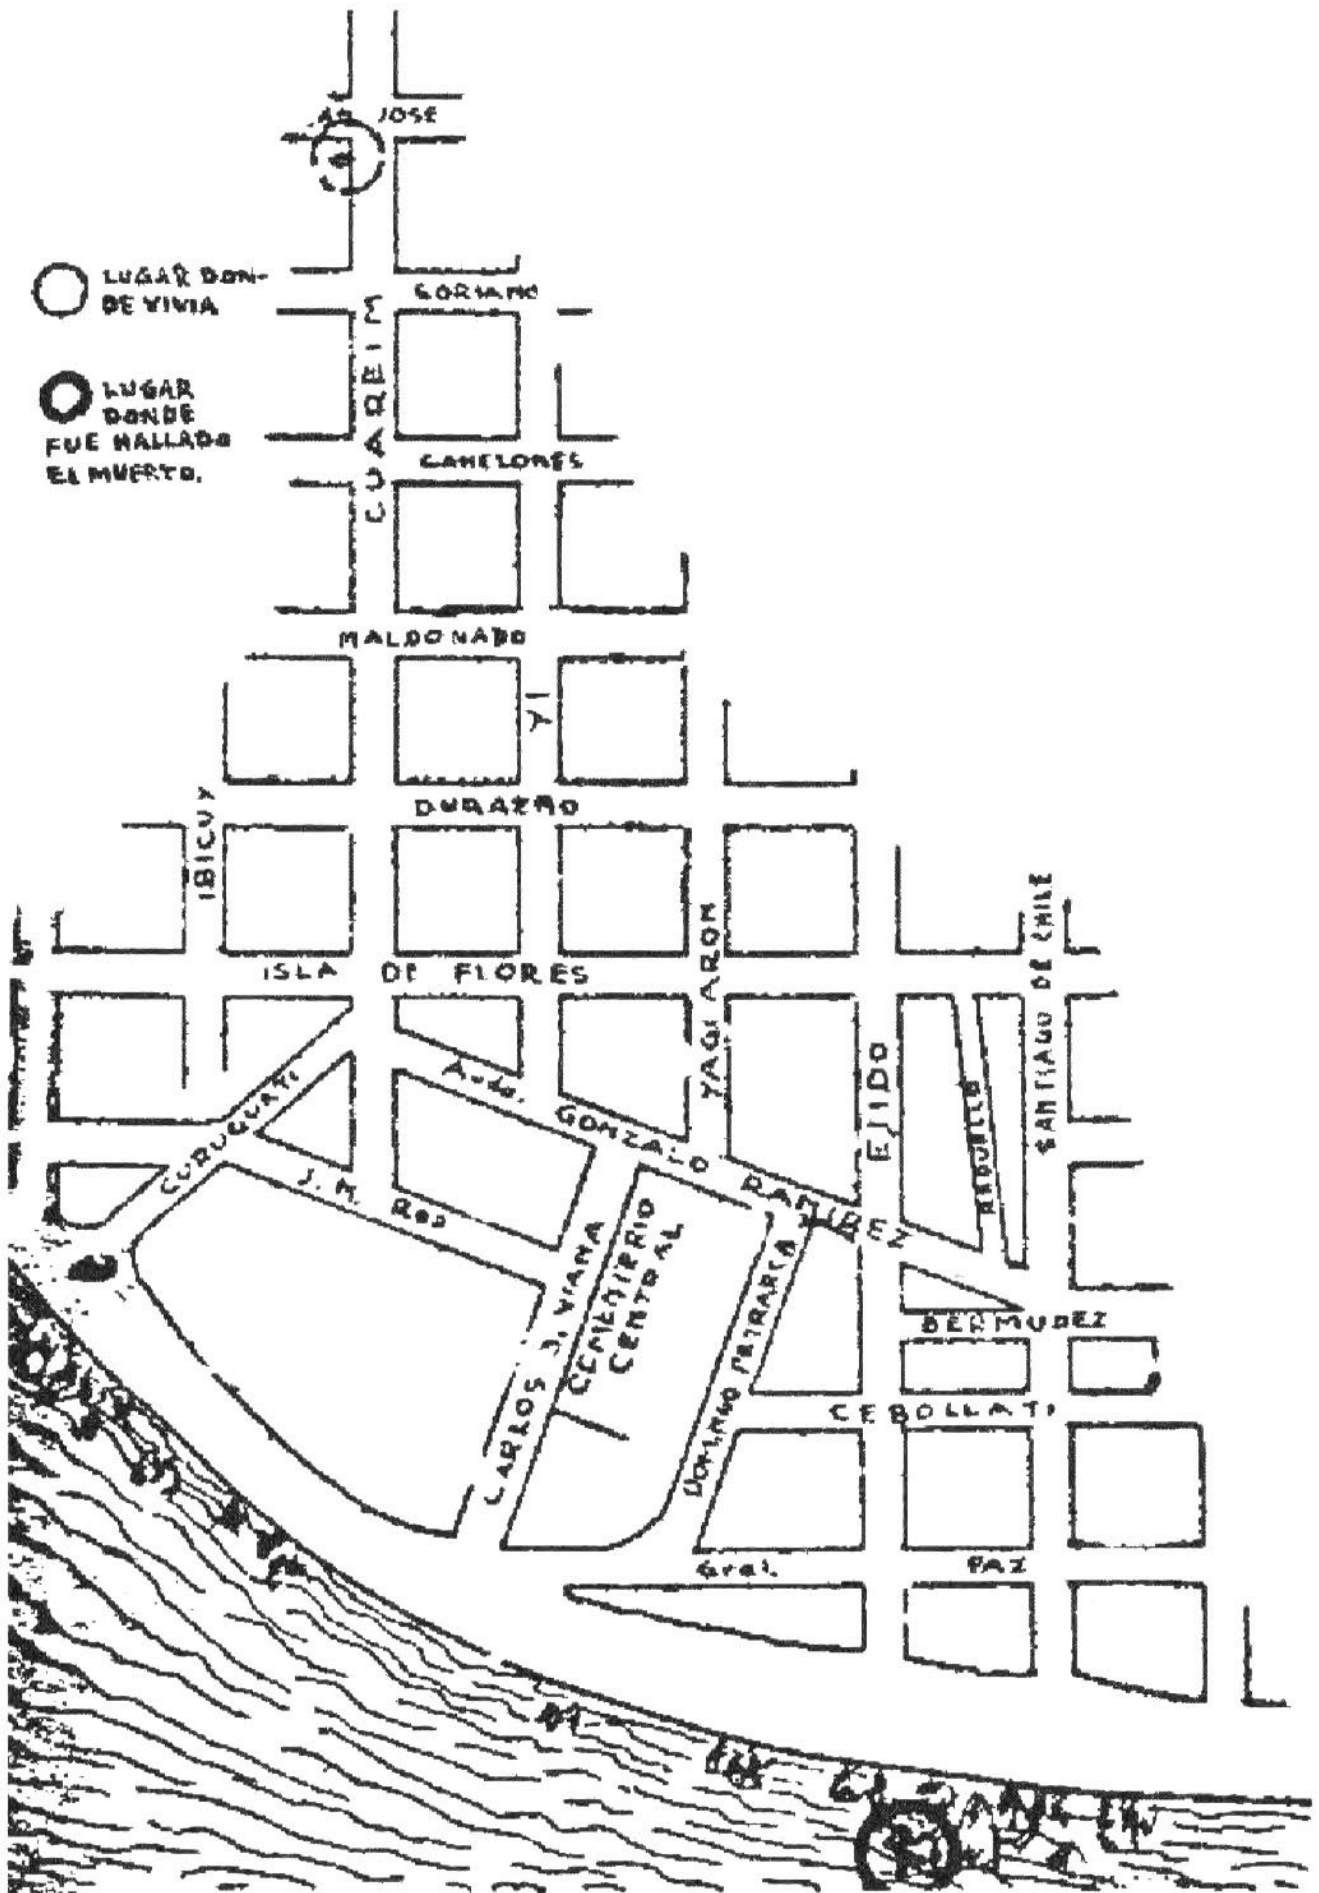 JOSE
LUGAR DON-
DE VIVIA
SORIANO
CUAREIM
LUGAR
DONDE
FUE HALLADO
EL MUERTO.
CANELONES
MALDONADO
YI
IBICUY
DURAZNO
ISLA DE FLORES
YAGUARON
SANTIAGO DE CHILE
EJIDO
CURUGUATI
AVDA. GONZALO RAMIREZ
J. M. Roo
CARLOS D. VIANA
CEMENTERIO
CENTRAL
DOMINGO PETRARCA
BERMUDEZ
CEBOLLATI
Gral. PAZ